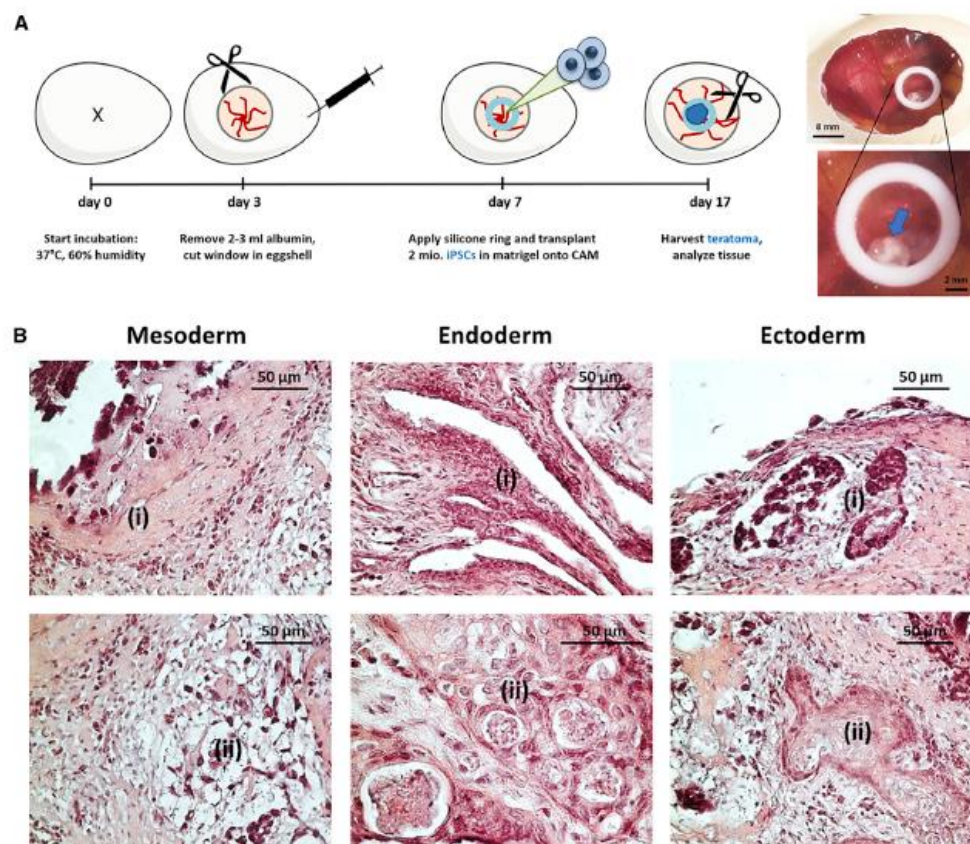 A
X
8 mm
day 0
day 3
day 7
day 17
Start incubation:
37°C, 60% humidity
Remove 2-3 ml albumin,
cut window in eggshell
Apply silicone ring and transplant
2 mio. iPSCs in matrigel onto CAM
Harvest teratoma,
analyze tissue
2 mm
B
Mesoderm
Endoderm
Ectoderm
50 µm
(i)
50 µm
(i)
50 µm
(i)
50 µm
(ii)
50 µm
(ii)
50 µm
(ii)